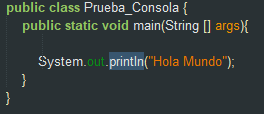 public class Prueba_Consola {
public static void main(String [] args){
System.out.println("Hola Mundo");
}
}